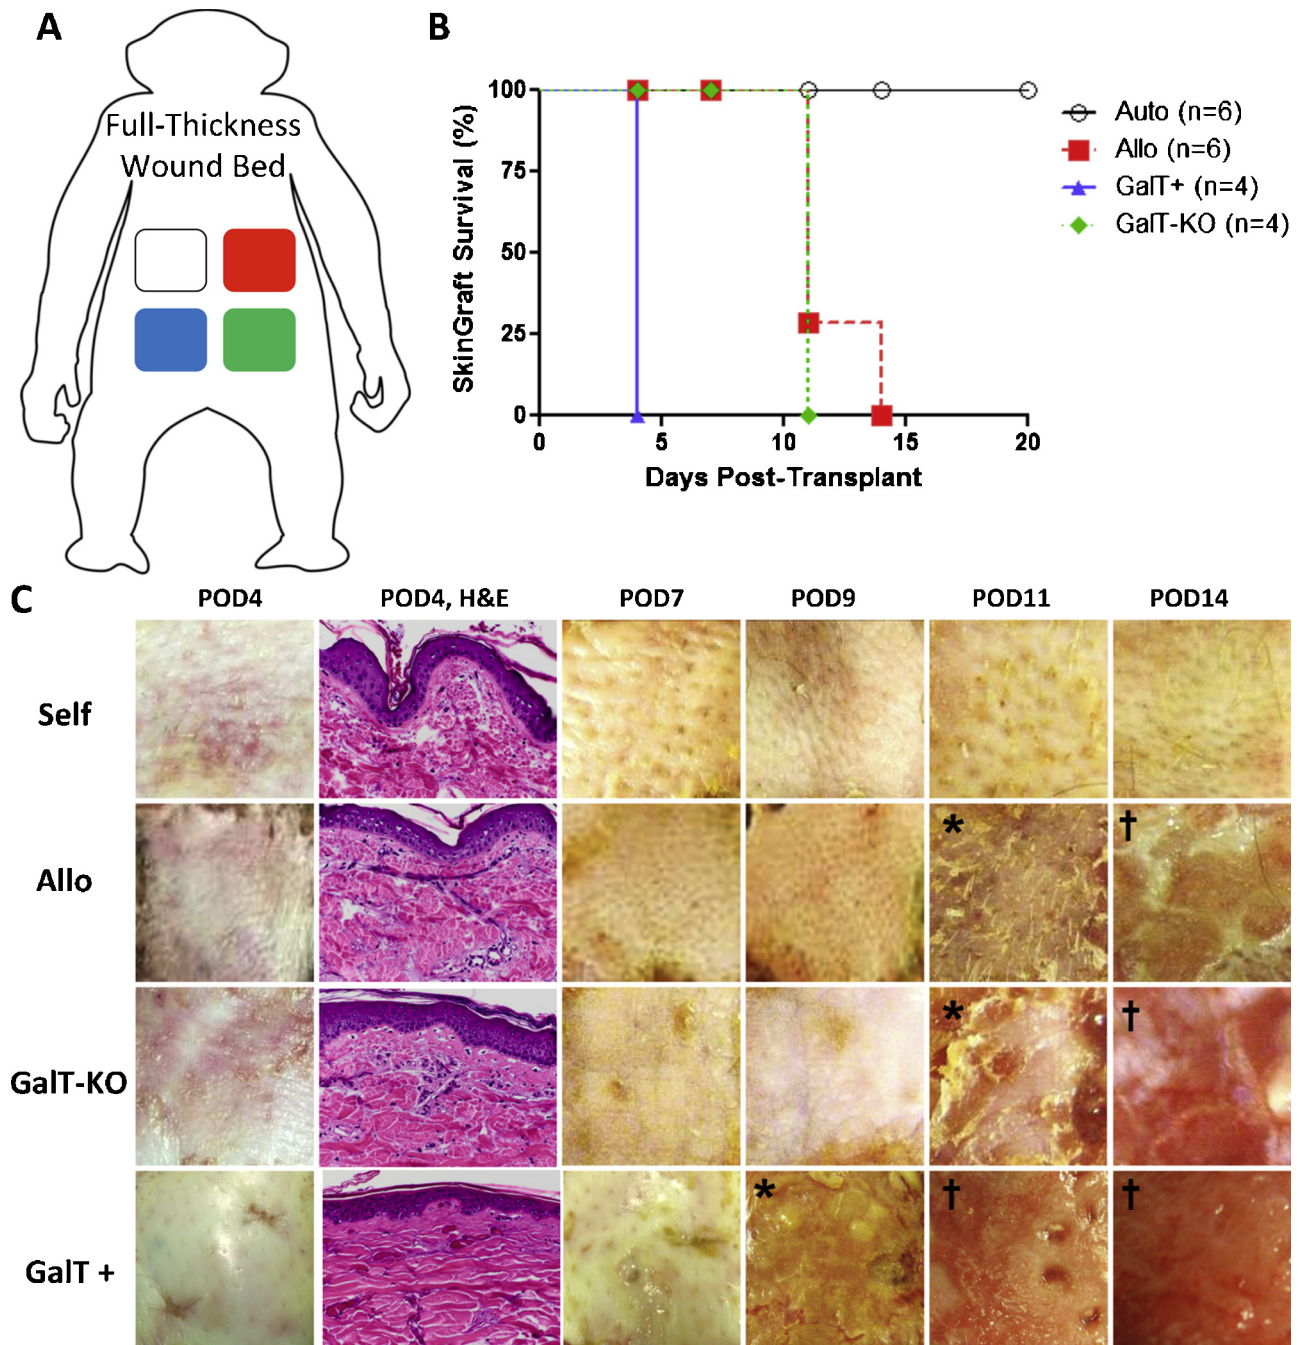 A
Full-Thickness
Wound Bed
B
SkinGraft Survival (%)
100
75
50
25
0
0 5 10 15 20
Days Post-Transplant
Auto (n=6)
Allo (n=6)
GalT+ (n=4)
GalT-KO (n=4)
C
POD4 POD4, H&E POD7 POD9 POD11 POD14
Self
Allo
* †
GalT-KO
* †
GalT +
* † †